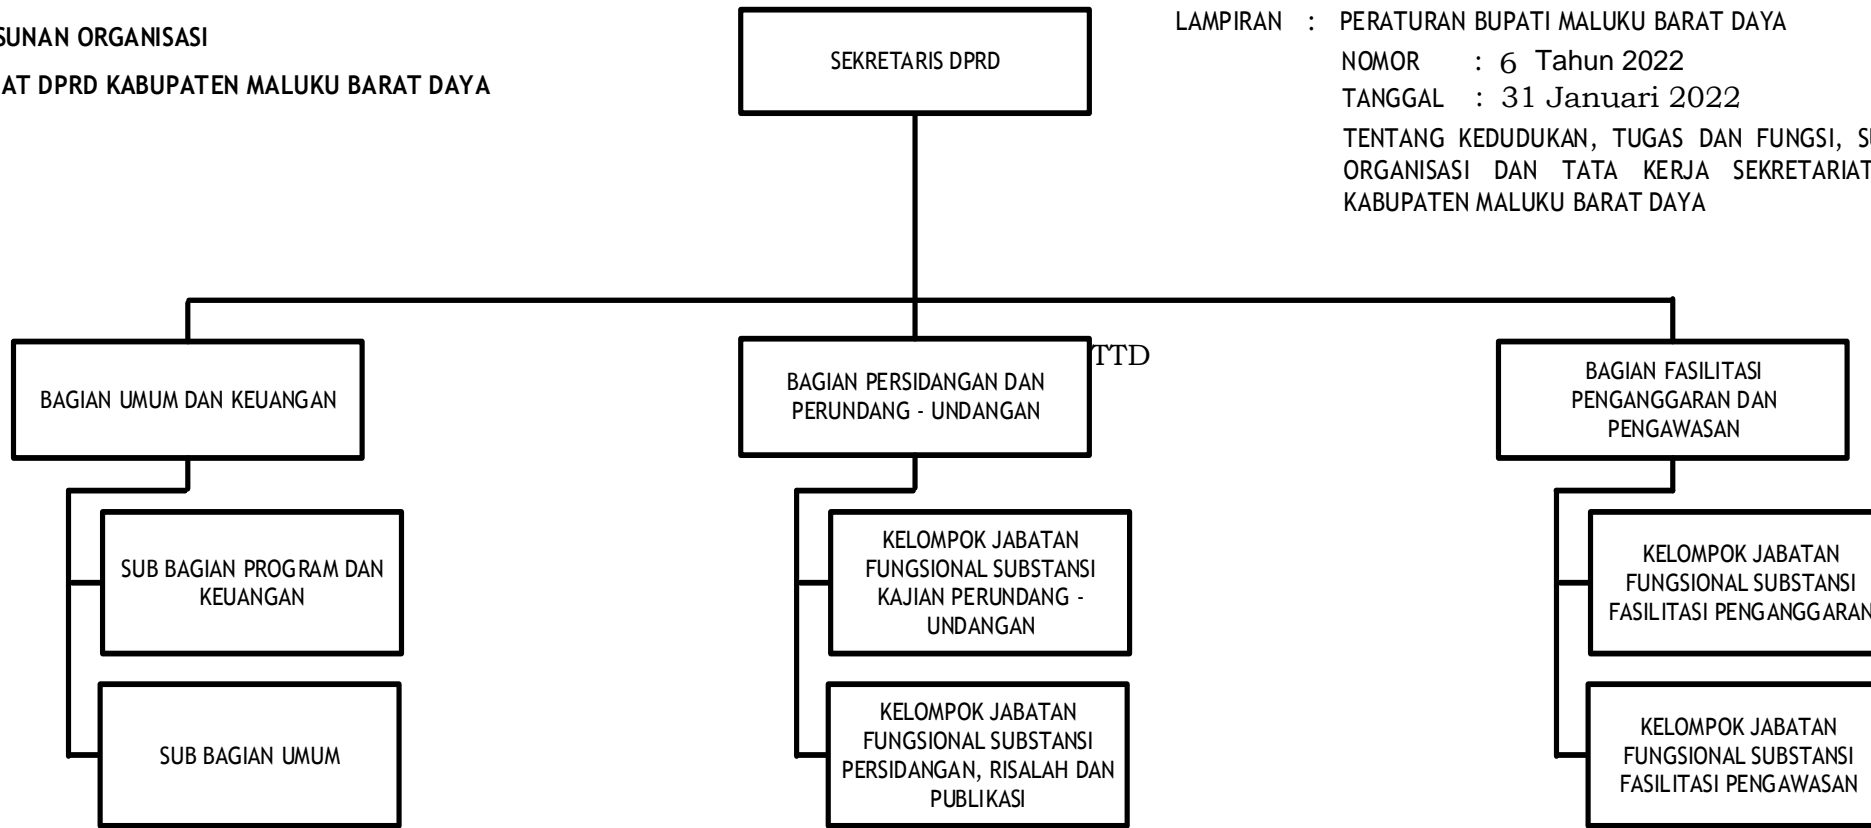 SUNAN ORGANISASI
AT DPRD KABUPATEN MALUKU BARAT DAYA
SEKRETARIS DPRD
LAMPIRAN : PERATURAN BUPATI MALUKU BARAT DAYA
NOMOR : 6 Tahun 2022
TANGGAL : 31 Januari 2022
TENTANG KEDUDUKAN, TUGAS DAN FUNGSI, SU
ORGANISASI DAN TATA KERJA SEKRETARIAT
KABUPATEN MALUKU BARAT DAYA
BAGIAN UMUM DAN KEUANGAN
BAGIAN PERSIDANGAN DAN
PERUNDANG - UNDANGAN
TTD
BAGIAN FASILITASI
PENGANGGARAN DAN
PENGAWASAN
SUB BAGIAN PROGRAM DAN
KEUANGAN
SUB BAGIAN UMUM
KELOMPOK JABATAN
FUNGSIONAL SUBSTANSI
KAJIAN PERUNDANG -
UNDANGAN
KELOMPOK JABATAN
FUNGSIONAL SUBSTANSI
PERSIDANGAN, RISALAH DAN
PUBLIKASI
KELOMPOK JABATAN
FUNGSIONAL SUBSTANSI
FASILITASI PENGANGGARAN
KELOMPOK JABATAN
FUNGSIONAL SUBSTANSI
FASILITASI PENGAWASAN